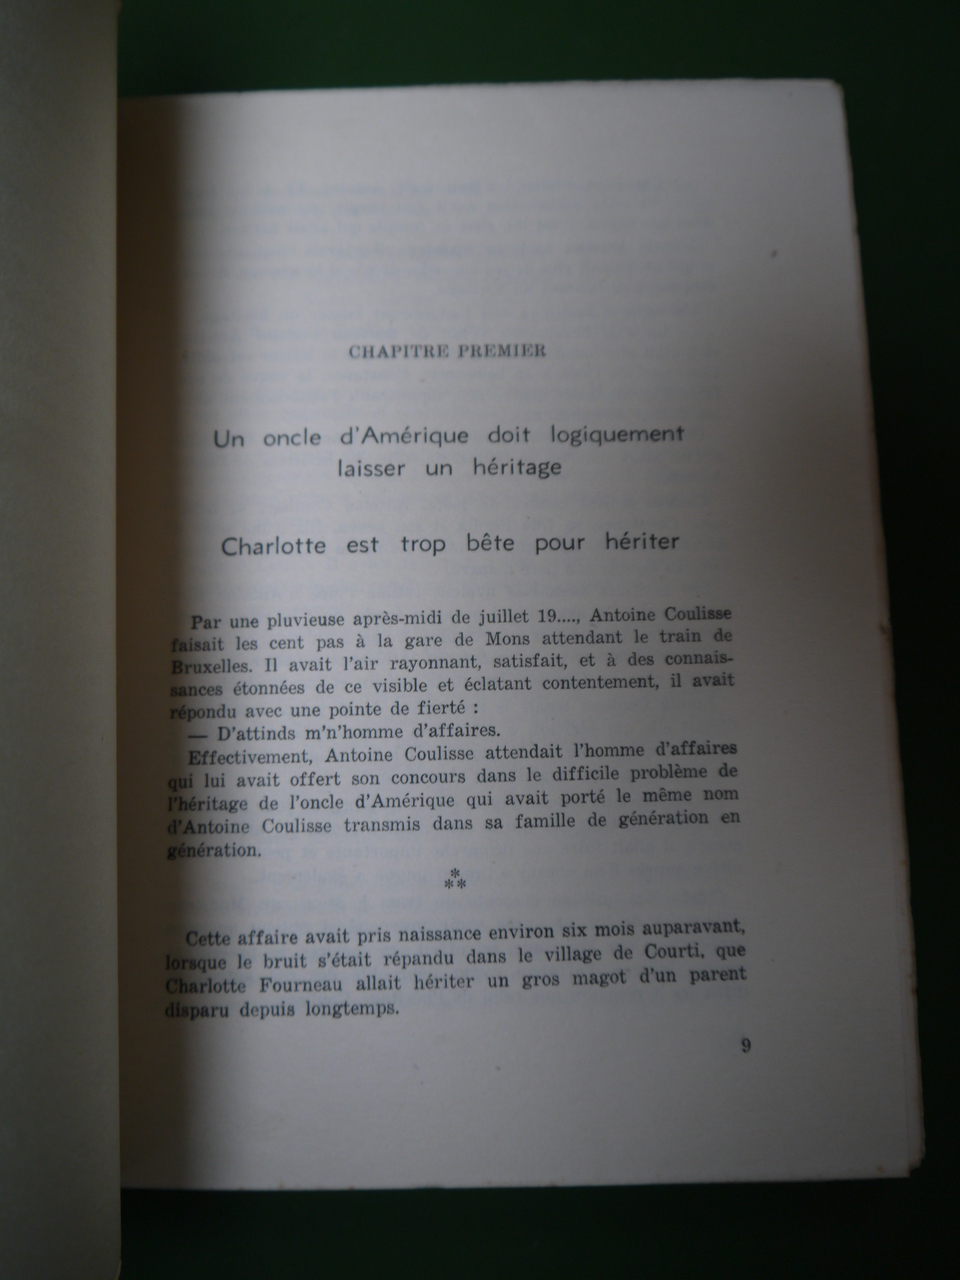 CHAPITRE PREMIER
Un oncle d'Amérique doit logiquement
laisser un héritage
Charlotte est trop bête pour hériter
Par une pluvieuse après-midi de juillet 19...., Antoine Coulisse
faisait les cent pas à la gare de Mons attendant le train de
Bruxelles. Il avait l'air rayonnant, satisfait, et à des connais-
sances étonnées de ce visible et éclatant contentement, il avait
répondu avec une pointe de fierté :
— D'attinds m'n'homme d'affaires.
Effectivement, Antoine Coulisse attendait l'homme d'affaires
qui lui avait offert son concours dans le difficile problème de
l'héritage de l'oncle d'Amérique qui avait porté le même nom
d'Antoine Coulisse transmis dans sa famille de génération en
génération.
*
**
Cette affaire avait pris naissance environ six mois auparavant,
lorsque le bruit s'était répandu dans le village de Courti, que
Charlotte Fourneau allait hériter un gros magot d'un parent
disparu depuis longtemps.
9